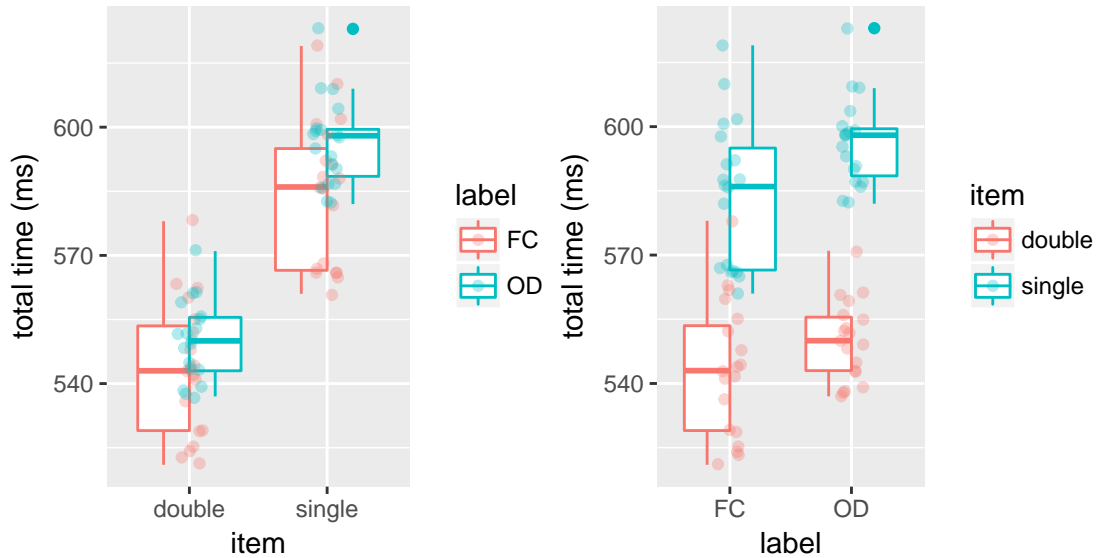 total time (ms)
600
570
540
double
single
item
label
FC
OD
total time (ms)
600
570
540
FC
OD
label
item
double
single